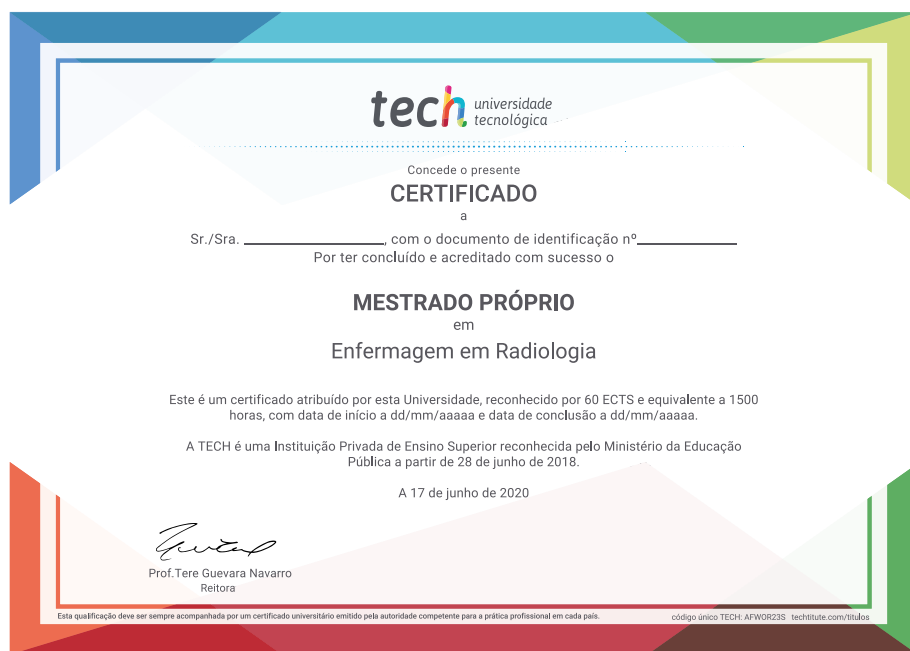 tech universidade
tecnológica
Concede o presente
CERTIFICADO
a
Sr./Sra. ________________, com o documento de identificação nº____________
Por ter concluído e acreditado com sucesso o
MESTRADO PRÓPRIO
em
Enfermagem em Radiologia
Este é um certificado atribuído por esta Universidade, reconhecido por 60 ECTS e equivalente a 1500
horas, com data de início a dd/mm/aaaaa e data de conclusão a dd/mm/aaaaa.
A TECH é uma Instituição Privada de Ensino Superior reconhecida pelo Ministério da Educação
Pública a partir de 28 de junho de 2018.
A 17 de junho de 2020
Prof.Tere Guevara Navarro
Reitora
Esta qualificação deve ser sempre acompanhada por um certificado universitário emitido pela autoridade competente para a prática profissional em cada país.
código único TECH: AFWOR23S techtitute.com/titulos